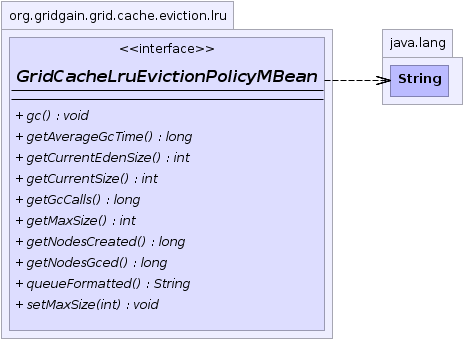 org.gridgain.grid.cache.eviction.lru
<<interface>>
GridCacheLruEvictionPolicyMBean
+ gc() : void
+ getAverageGcTime() : long
+ getCurrentEdenSize() : int
+ getCurrentSize() : int
+ getGcCalls() : long
+ getMaxSize() : int
+ getNodesCreated() : long
+ getNodesGced() : long
+ queueFormatted() : String
+ setMaxSize(int) : void
java.lang
String